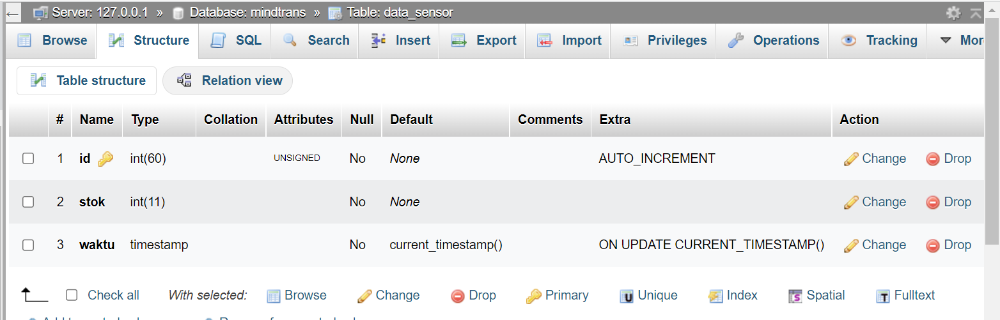 ← Server: 127.0.0.1 » Database: mindtrans » Table: data_sensor
Browse Structure SQL Search Insert Export Import Privileges Operations Tracking Mor
Table structure Relation view
# Name Type Collation Attributes Null Default Comments Extra Action
1 id int(60) UNSIGNED No None AUTO_INCREMENT Change Drop
2 stok int(11) No None Change Drop
3 waktu timestamp No current_timestamp() ON UPDATE CURRENT_TIMESTAMP() Change Drop
Check all With selected: Browse Change Drop Primary Unique Index Spatial Fulltext